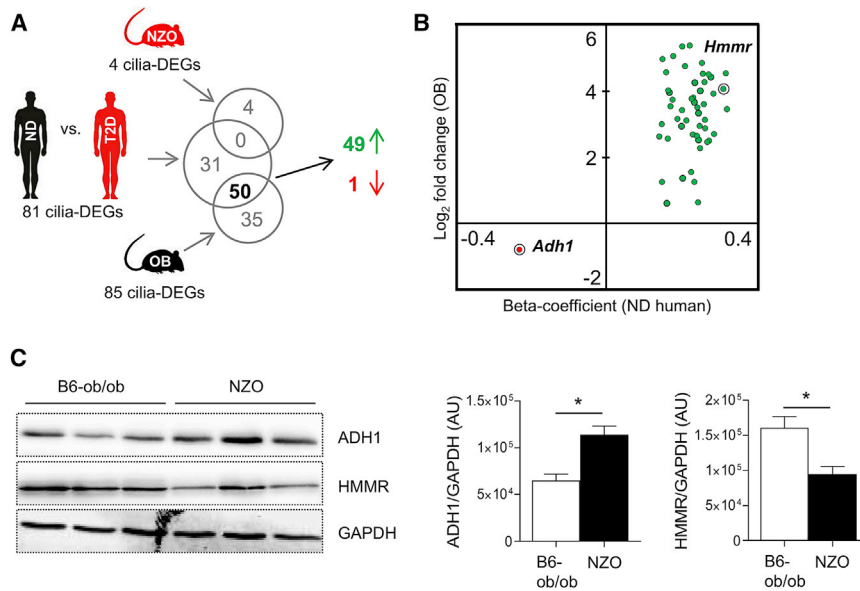 A
NZO
4 cilia-DEGs
ND
vs.
T2D
81 cilia-DEGs
4
0
31
50
35
49
1
OB
85 cilia-DEGs
B
Log2 fold change (OB)
6
4
2
-2
-0.4
0.4
Hmmr
Adh1
Beta-coefficient (ND human)
C
B6-ob/ob
NZO
ADH1
HMMR
GAPDH
ADH1/GAPDH (AU)
1.5×10⁵
1×10⁵
5×10⁴
0
*
B6-
ob/ob
NZO
HMMR/GAPDH (AU)
2×10⁵
1.5×10⁵
1×10⁵
5×10⁴
0
*
B6-
ob/ob
NZO